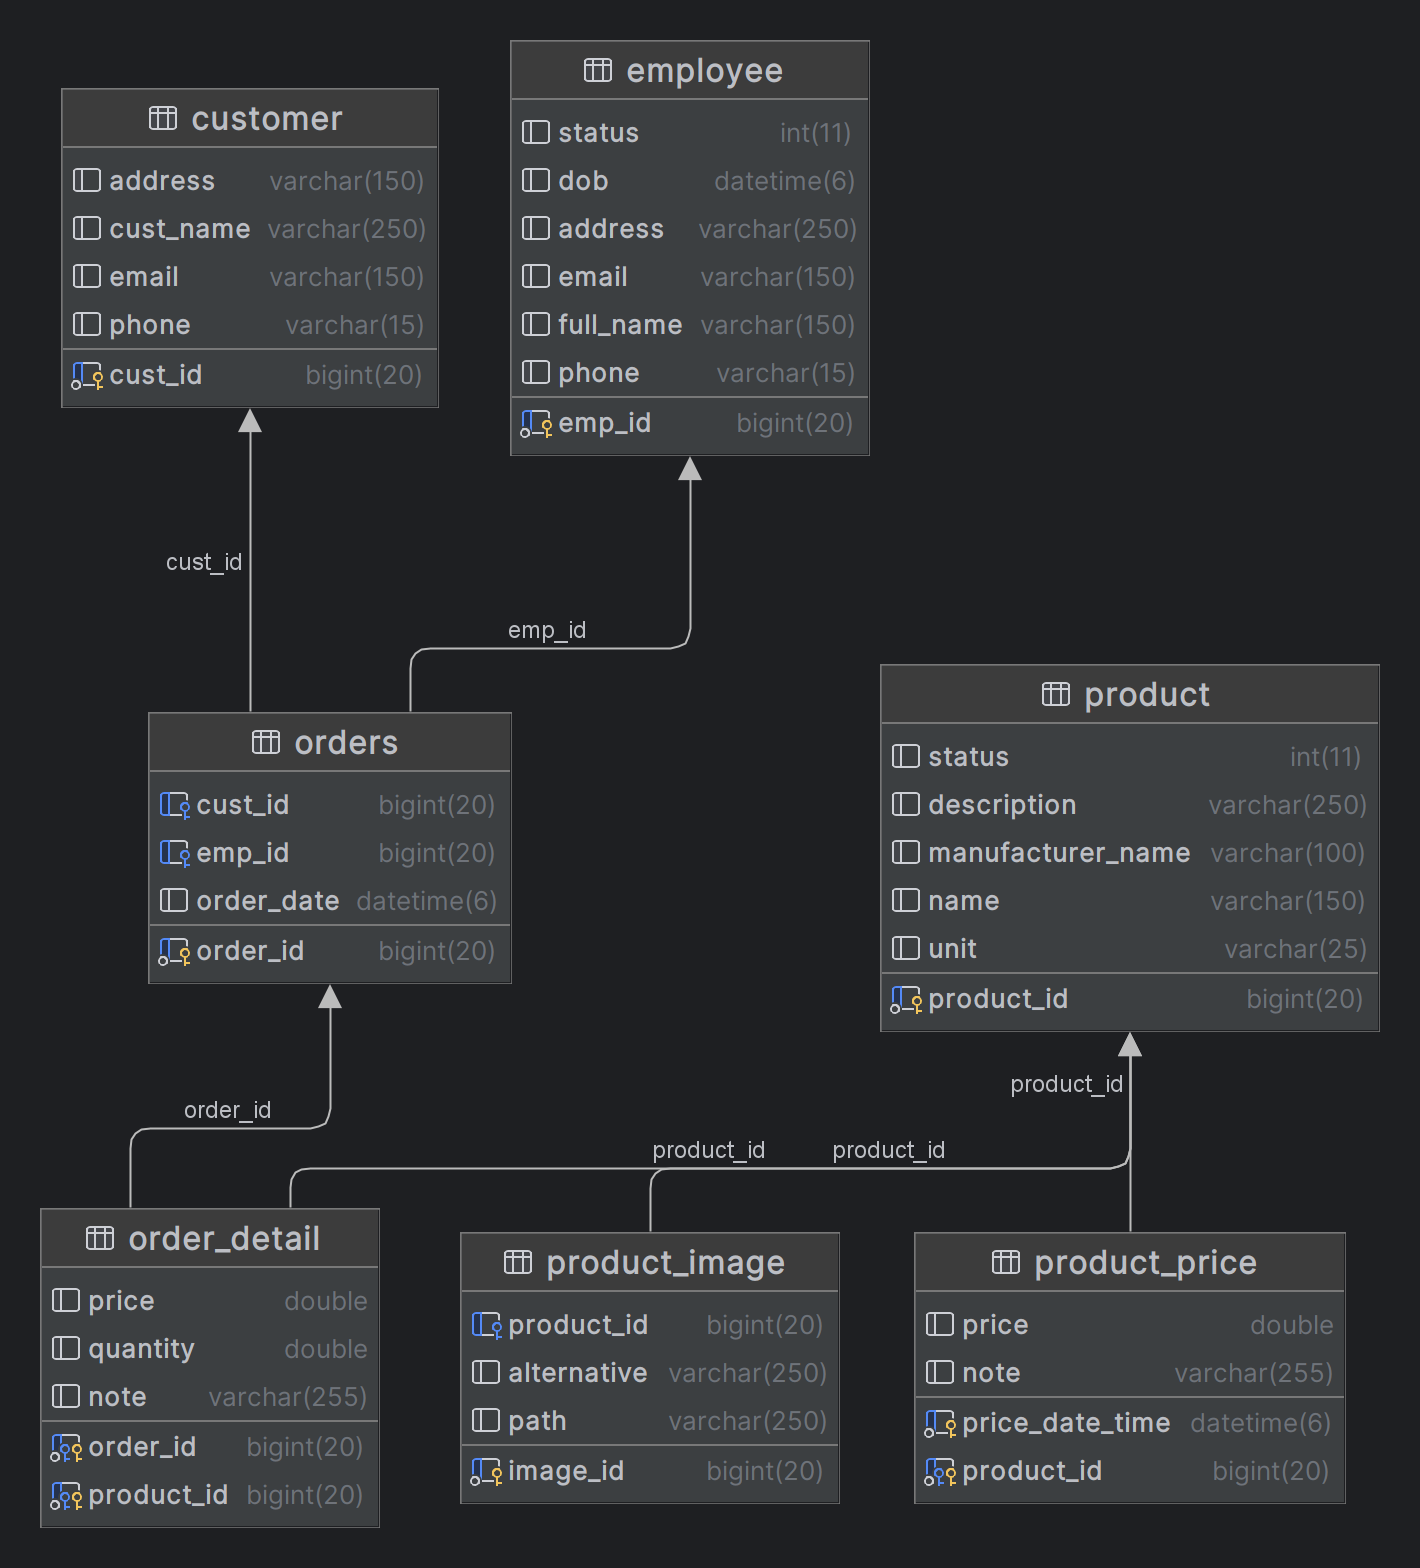 customer
address varchar(150)
cust_name varchar(250)
email varchar(150)
phone varchar(15)
cust_id bigint(20)
employee
status int(11)
dob datetime(6)
address varchar(250)
email varchar(150)
full_name varchar(150)
phone varchar(15)
emp_id bigint(20)
cust_id
emp_id
orders
cust_id bigint(20)
emp_id bigint(20)
order_date datetime(6)
order_id bigint(20)
product
status int(11)
description varchar(250)
manufacturer_name varchar(100)
name varchar(150)
unit varchar(25)
product_id bigint(20)
order_id
product_id
product_id
product_id
order_detail
price double
quantity double
note varchar(255)
order_id bigint(20)
product_id bigint(20)
product_image
product_id bigint(20)
alternative varchar(250)
path varchar(250)
image_id bigint(20)
product_price
price double
note varchar(255)
price_date_time datetime(6)
product_id bigint(20)